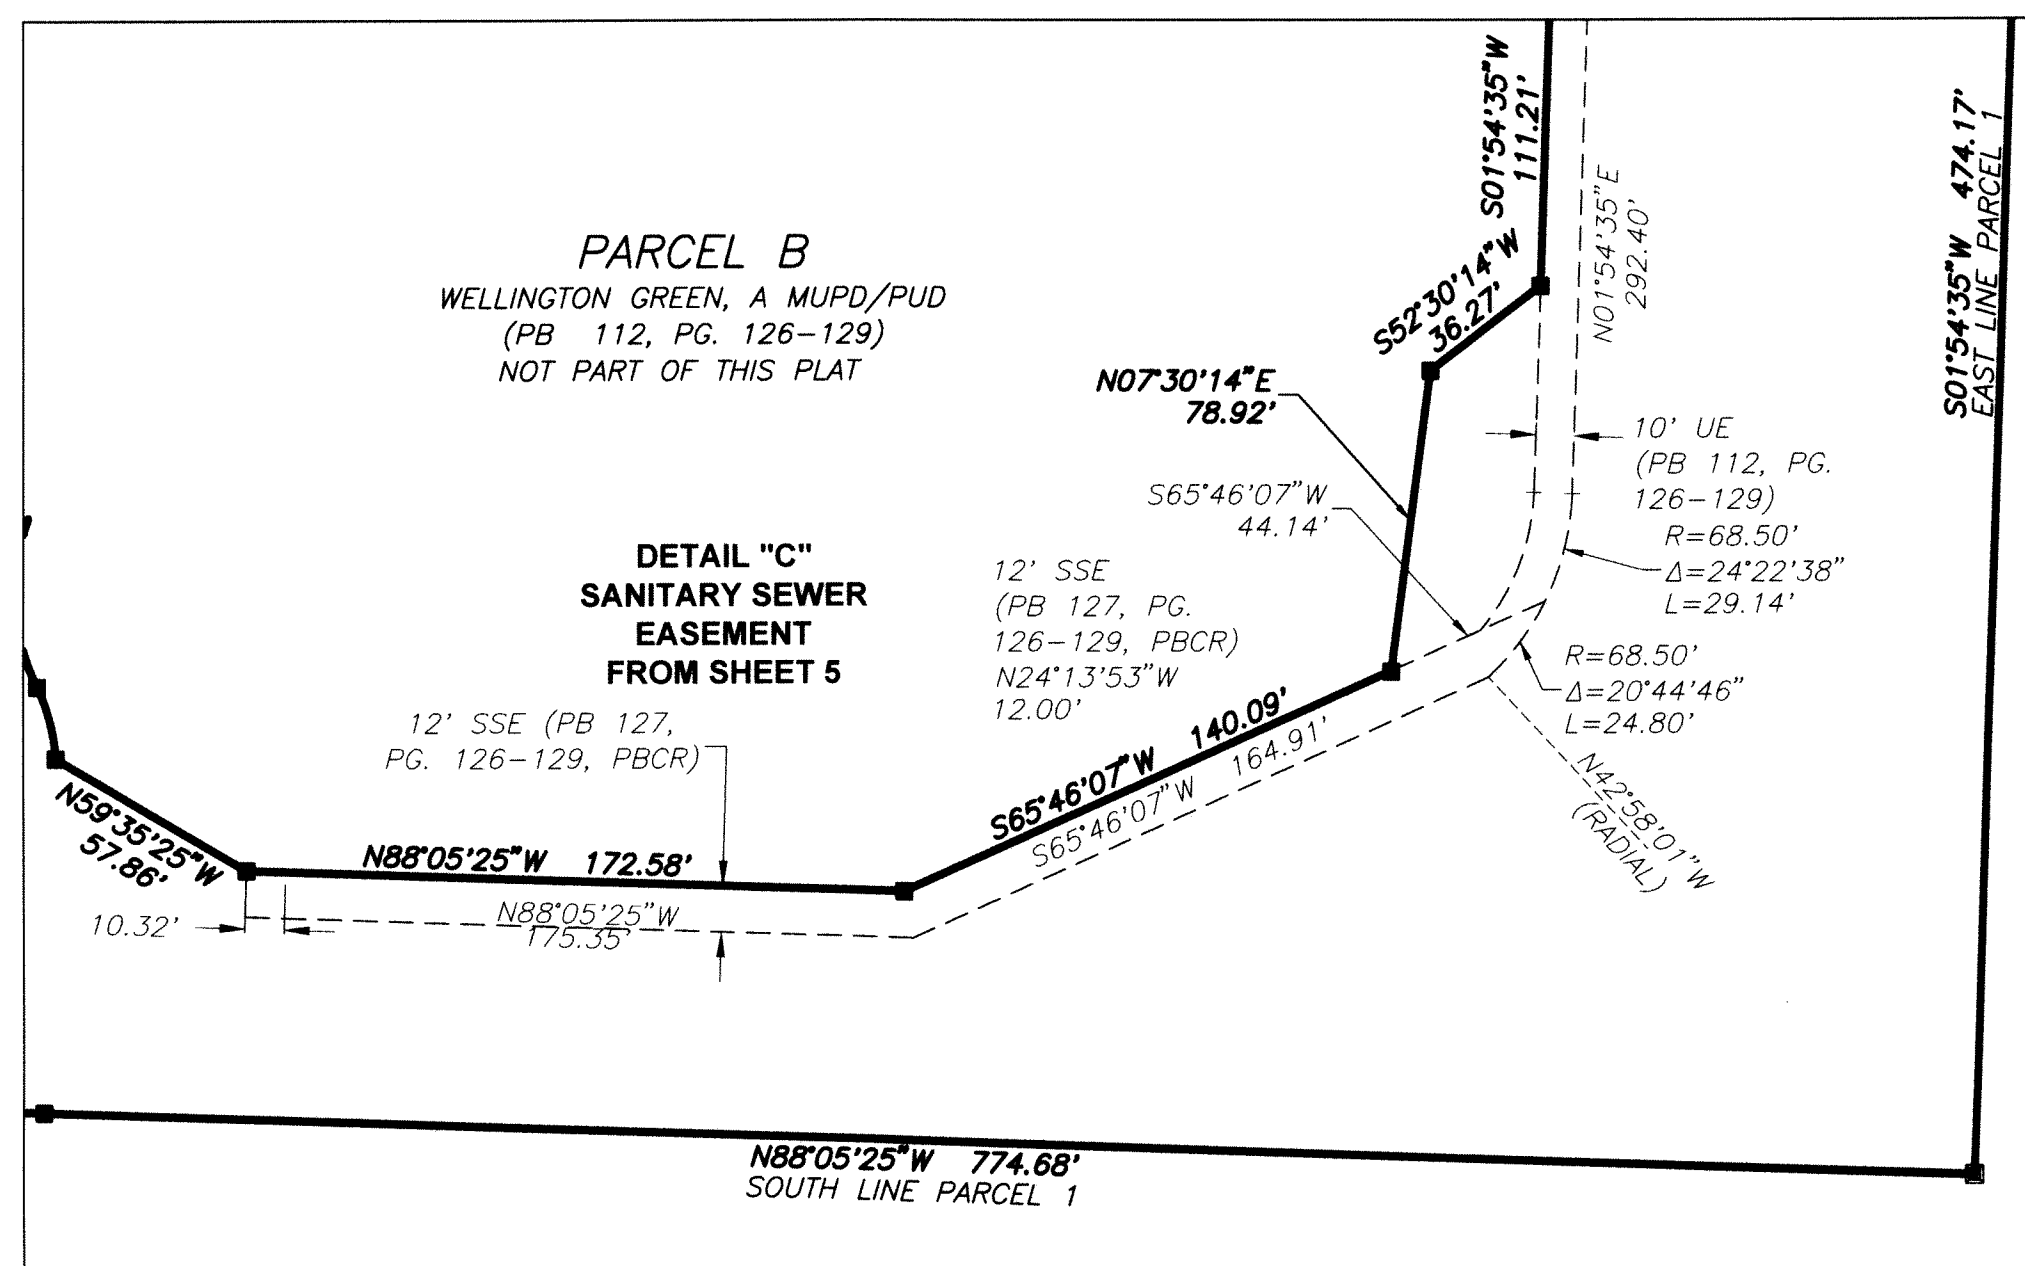 PARCEL B
WELLINGTON GREEN, A MUPD/PUD
(PB 112, PG. 126-129)
NOT PART OF THIS PLAT
S01°54'35"W
111.21'
N01°54'35"E
292.40'
S01°54'35"W 474.17'
EAST LINE PARCEL 1
S52°30'14"W
36.27'
N07°30'14"E
78.92'
10' UE
(PB 112, PG.
126-129)
S65°46'07"W
44.14'
R=68.50'
Δ=24°22'38"
L=29.14'
DETAIL "C"
SANITARY SEWER
EASEMENT
FROM SHEET 5
12' SSE
(PB 127, PG.
126-129, PBCR)
N24°13'53"W
12.00'
R=68.50'
Δ=20°44'46"
L=24.80'
12' SSE (PB 127,
PG. 126-129, PBCR)
S65°46'07"W 140.09'
S65°46'07"W 164.91'
N42°58'01"W
(RADIAL)
N59°35'25"W
57.86'
N88°05'25"W 172.58'
10.32'
N88°05'25"W
175.35'
N88°05'25"W 774.68'
SOUTH LINE PARCEL 1